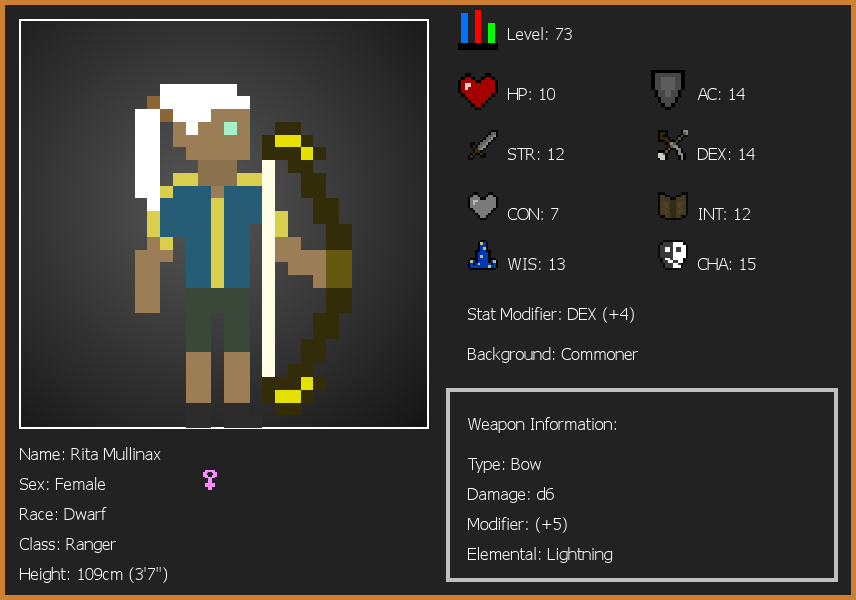 Level: 73
HP: 10
AC: 14
STR: 12
DEX: 14
CON: 7
INT: 12
WIS: 13
CHA: 15
Stat Modifier: DEX (+4)
Background: Commoner
Weapon Information:
Type: Bow
Damage: d6
Modifier: (+5)
Elemental: Lightning
Name: Rita Mullinax
Sex: Female
Race: Dwarf
Class: Ranger
Height: 109cm (3'7")